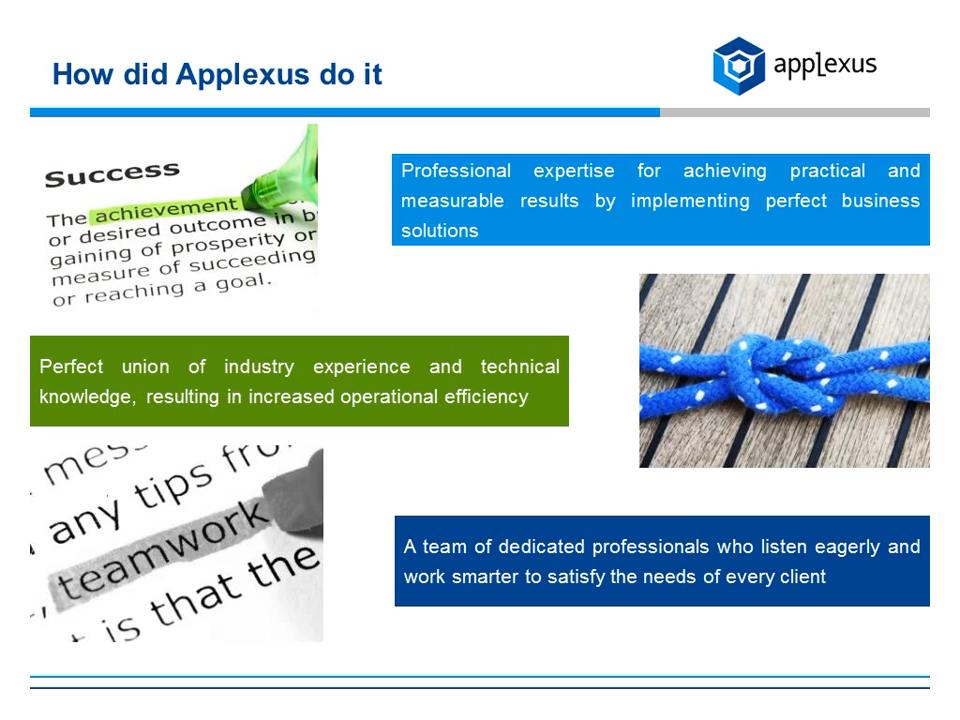 How did Applexus do it
applexus
Success
The achievement
or desired outcome in b
gaining of prosperity or
measure of succeeding
or reaching a goal.
Professional expertise for achieving practical and
measurable results by implementing perfect business
solutions
Perfect union of industry experience and technical
knowledge, resulting in increased operational efficiency
mess
any tips fro
teamwork
is that the
A team of dedicated professionals who listen eagerly and
work smarter to satisfy the needs of every client